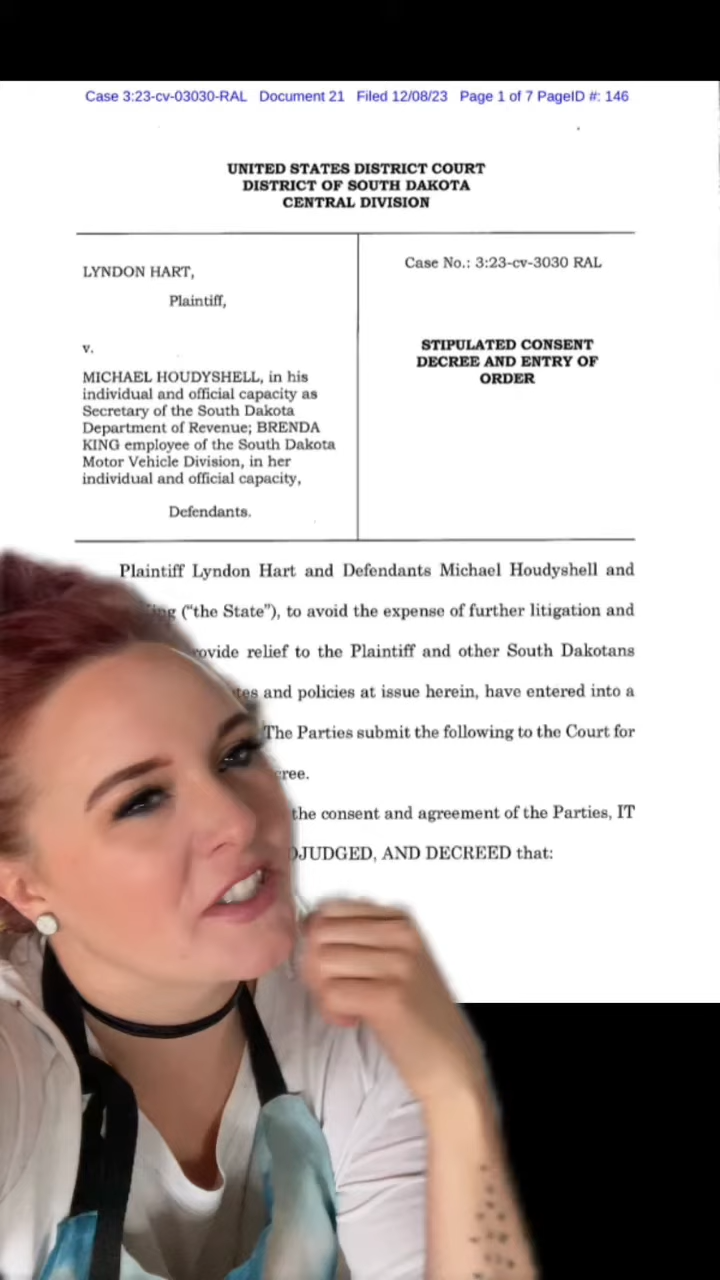 Case 3:23-cv-03030-RAL Document 21 Filed 12/08/23 Page 1 of 7 PageID #: 146
UNITED STATES DISTRICT COURT
DISTRICT OF SOUTH DAKOTA
CENTRAL DIVISION
LYNDON HART,
Plaintiff,
v.
MICHAEL HOUDYSHELL, in his
individual and official capacity as
Secretary of the South Dakota
Department of Revenue; BRENDA
KING employee of the South Dakota
Motor Vehicle Division, in her
individual and official capacity,
Defendants.
Case No.: 3:23-cv-3030 RAL
STIPULATED CONSENT
DECREE AND ENTRY OF
ORDER
Plaintiff Lyndon Hart and Defendants Michael Houdyshell and
("the State"), to avoid the expense of further litigation and
relief to the Plaintiff and other South Dakotans
and policies at issue herein, have entered into a
The Parties submit the following to the Court for
the consent and agreement of the Parties, IT
AND DECREED that: